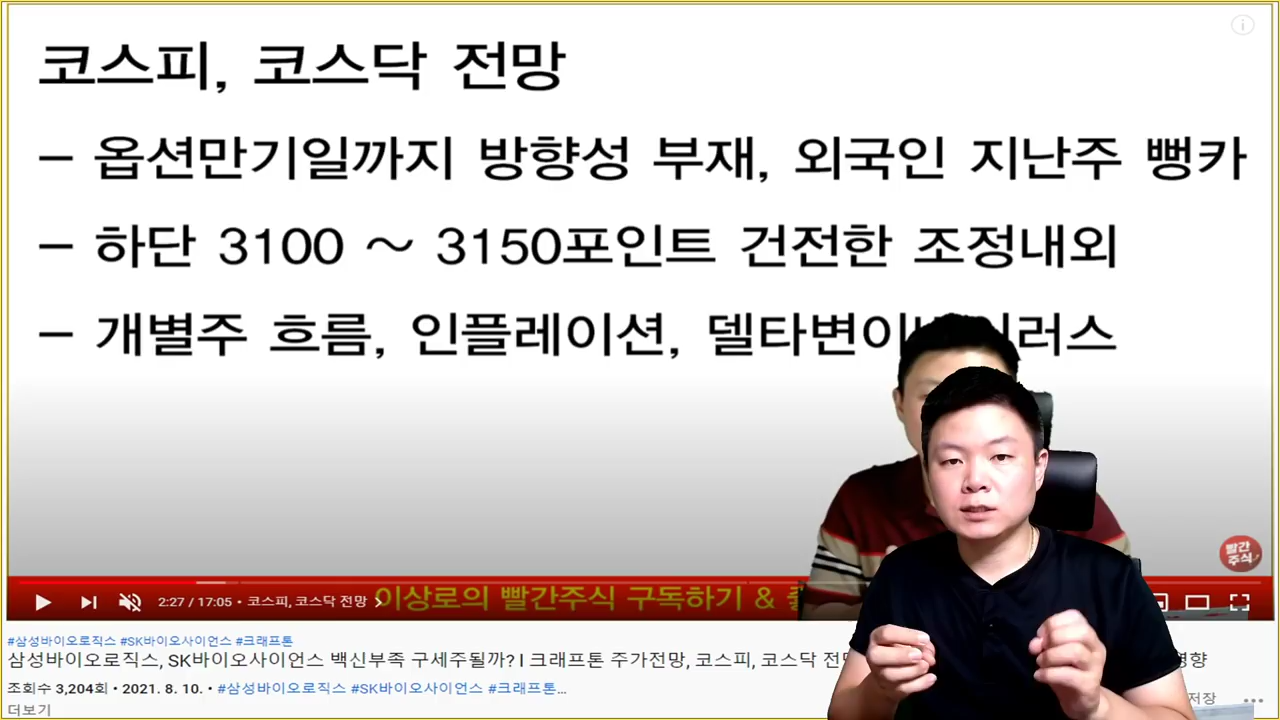 코스피, 코스닥 전망
- 옵션만기일까지 방향성 부재, 외국인 지난주 뻥카
- 하단 3100 ~ 3150포인트 건전한 조정내외
- 개별주 흐름, 인플레이션, 델타변이 러스
빨간
주식
2:27 / 17:05 • 코스피, 코스닥 전망 >
이상로의 빨간주식 구독하기 &
#삼성바이오로직스 #SK바이오사이언스 #크래프톤
삼성바이오로직스, SK바이오사이언스 백신부족 구세주될까? I 크래프톤 주가전망, 코스피, 코스닥 전망
조회수 3,204회 • 2021. 8. 10. • #삼성바이오로직스 #SK바이오사이언스 #크래프톤...
저장
더보기